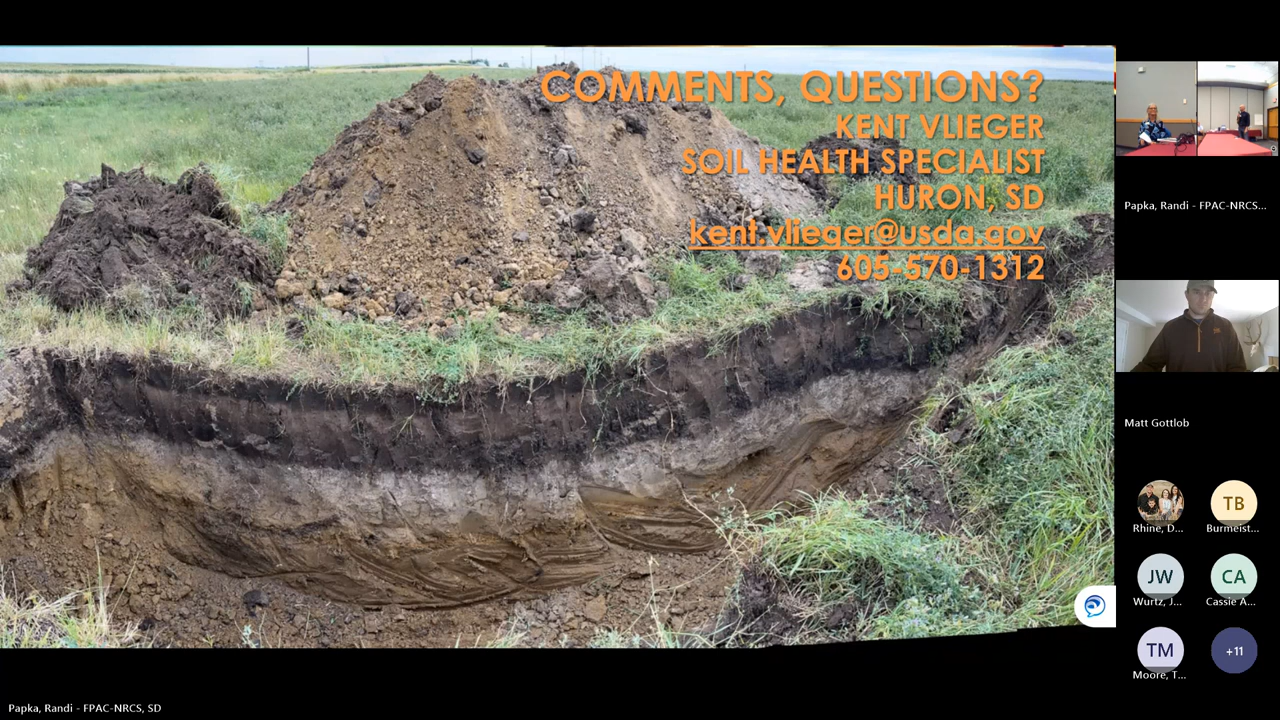 COMMENTS, QUESTIONS?
KENT VLIEGER
SOIL HEALTH SPECIALIST
HURON, SD
kent.vlieger@usda.gov
605-570-1312
Papka, Randi - FPAC-NRCS...
Matt Gottlob
Rhine, D...
TB
Burmeist...
JW
Wurtz, J...
CA
Cassie A...
TM
Moore, T...
+11
Papka, Randi - FPAC-NRCS, SD